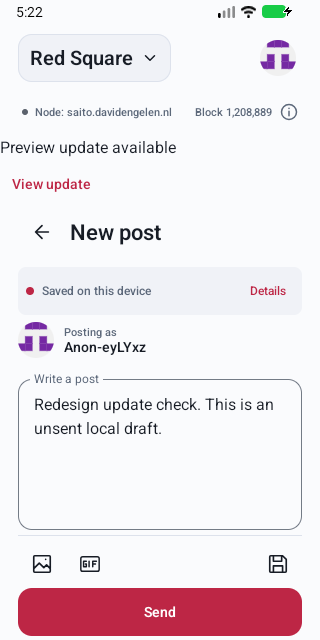 5:22
Red Square
Node: saito.davidengelen.nl Block 1,208,889
Preview update available
View update
New post
Saved on this device Details
Posting as
Anon-eyLYxz
Write a post
Redesign update check. This is an
unsent local draft.
GIF
Send